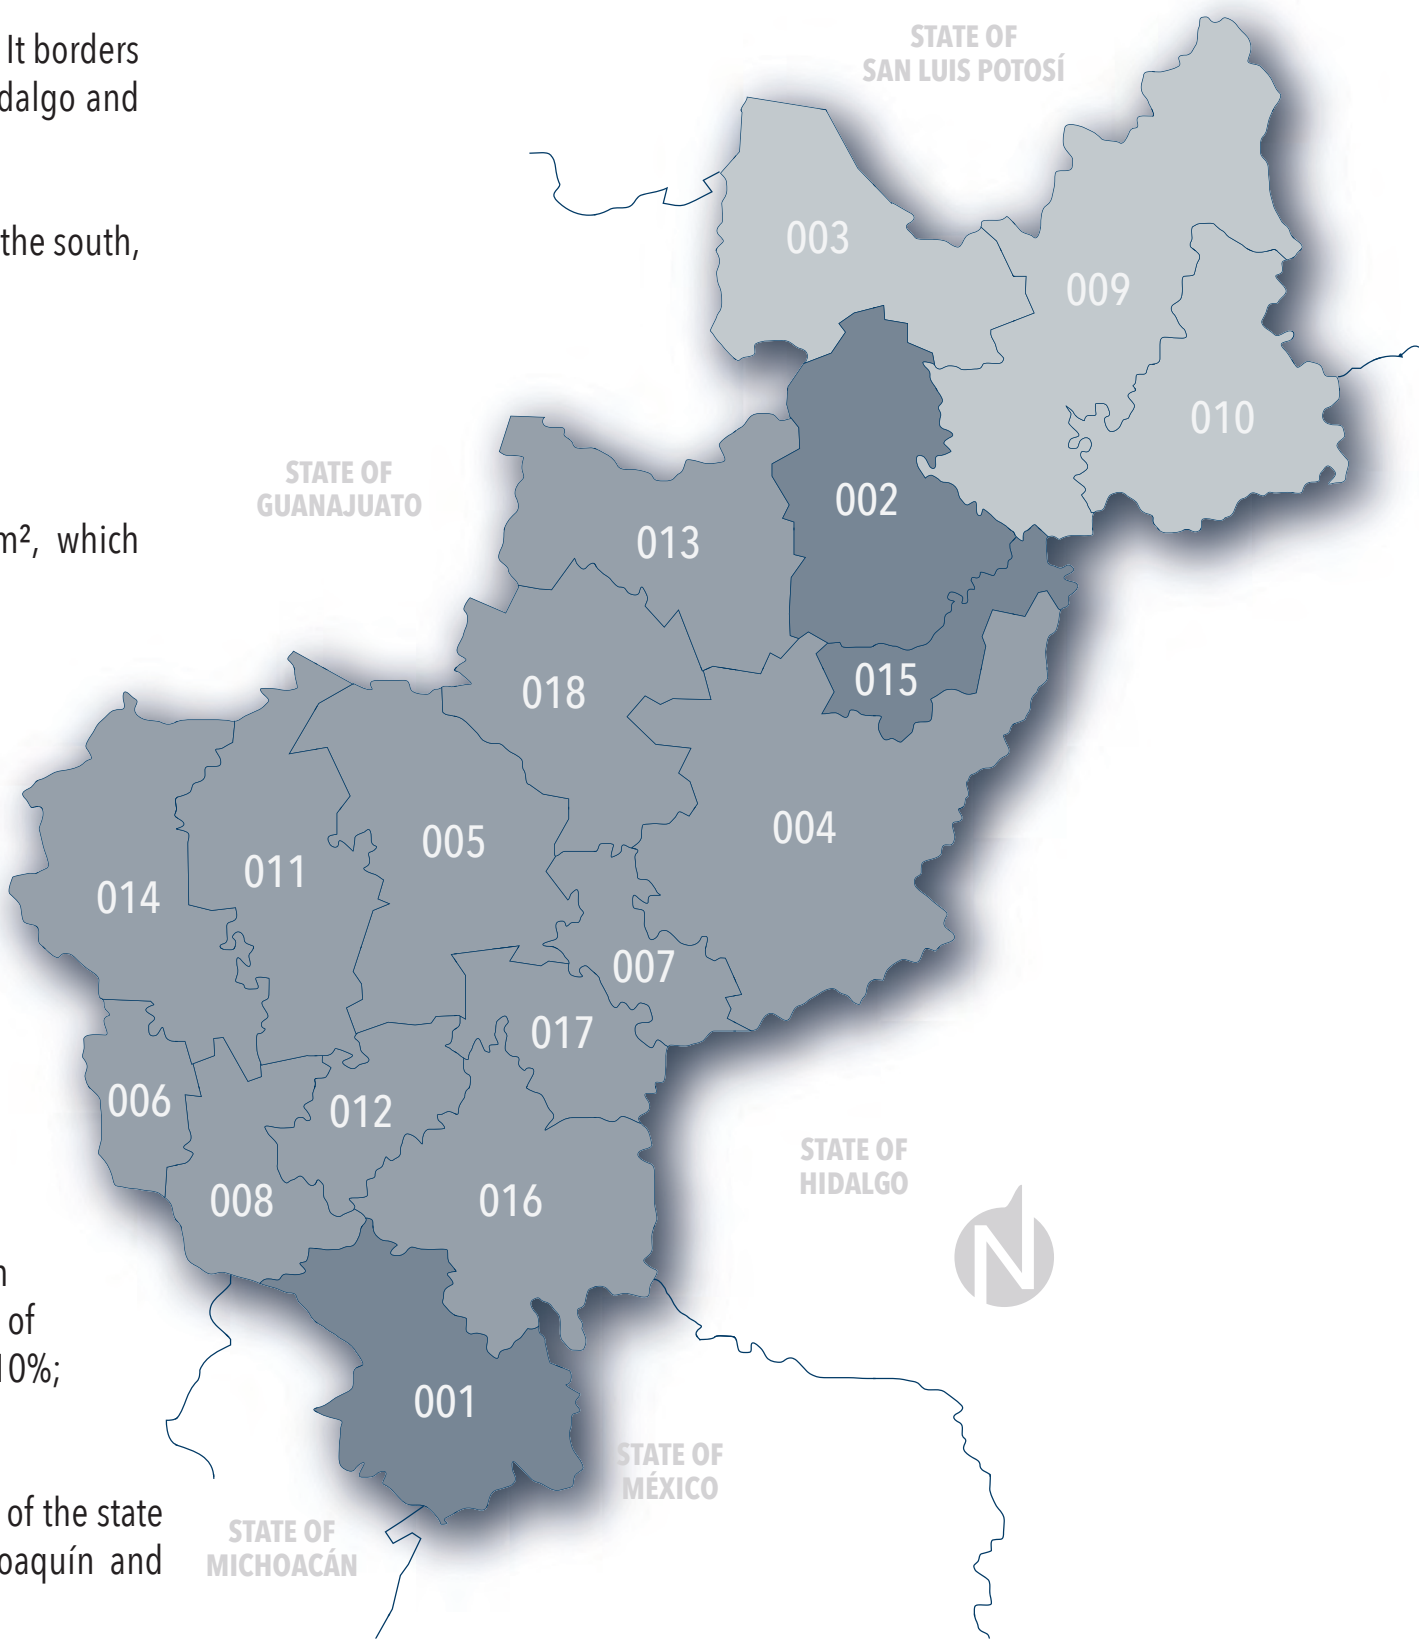 It borders
dalgo and
the south,
m², which
n
of
10%;
of the state
oaquín and
STATE OF
SAN LUIS POTOSÍ
003
009
010
STATE OF
GUANAJUATO
002
013
015
018
004
005
011
014
007
017
006
012
008
016
STATE OF
HIDALGO
N
001
STATE OF
MÉXICO
STATE OF
MICHOACÁN